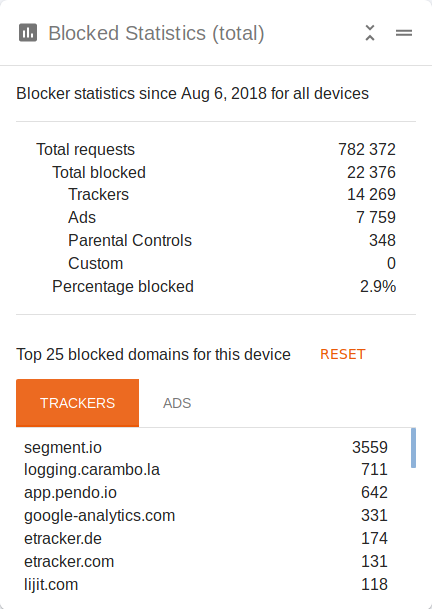 Blocked Statistics (total)
Blocker statistics since Aug 6, 2018 for all devices
Total requests 782 372
Total blocked 22 376
Trackers 14 269
Ads 7 759
Parental Controls 348
Custom 0
Percentage blocked 2.9%
Top 25 blocked domains for this device RESET
TRACKERS ADS
segment.io 3559
logging.carambo.la 711
app.pendo.io 642
google-analytics.com 331
etracker.de 174
etracker.com 131
lijit.com 118